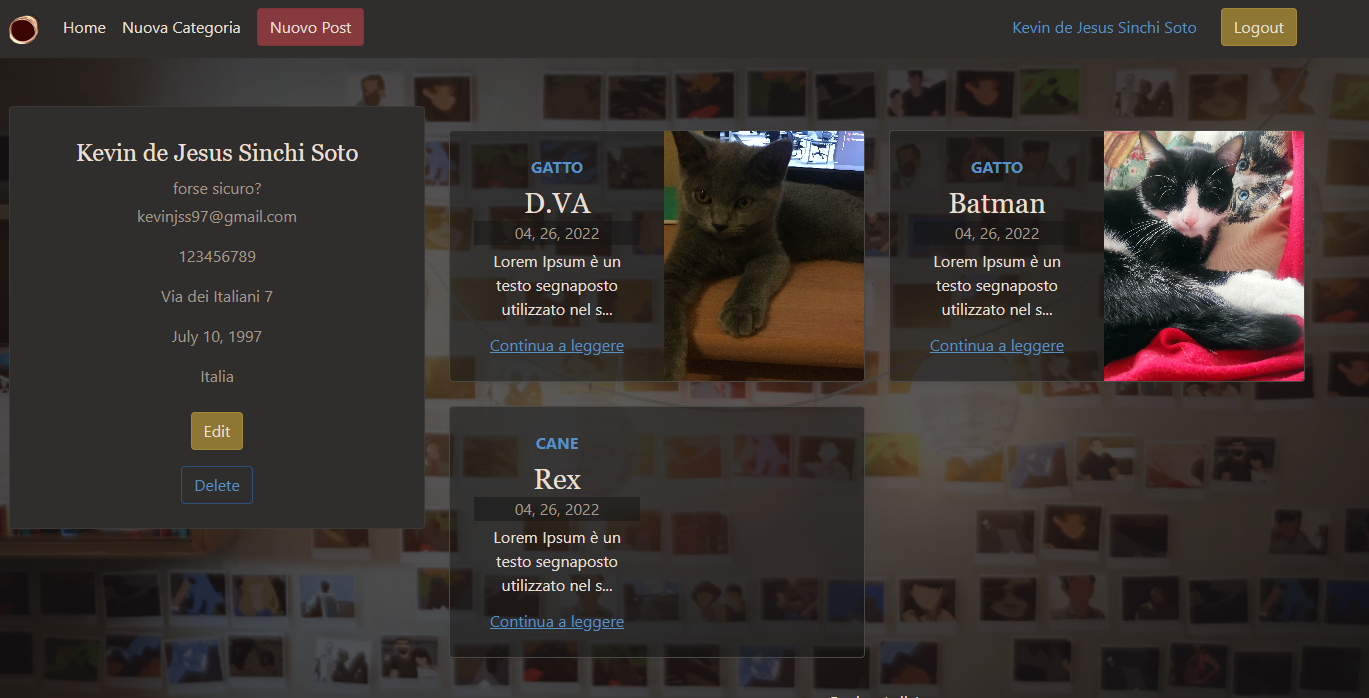 Home Nuova Categoria Nuovo Post Kevin de Jesus Sinchi Soto Logout
Kevin de Jesus Sinchi Soto
forse sicuro?
kevinjss97@gmail.com
123456789
Via dei Italiani 7
July 10, 1997
Italia
Edit
Delete
GATTO
D.VA
04, 26, 2022
Lorem Ipsum è un
testo segnaposto
utilizzato nel s...
Continua a leggere
GATTO
Batman
04, 26, 2022
Lorem Ipsum è un
testo segnaposto
utilizzato nel s...
Continua a leggere
CANE
Rex
04, 26, 2022
Lorem Ipsum è un
testo segnaposto
utilizzato nel s...
Continua a leggere